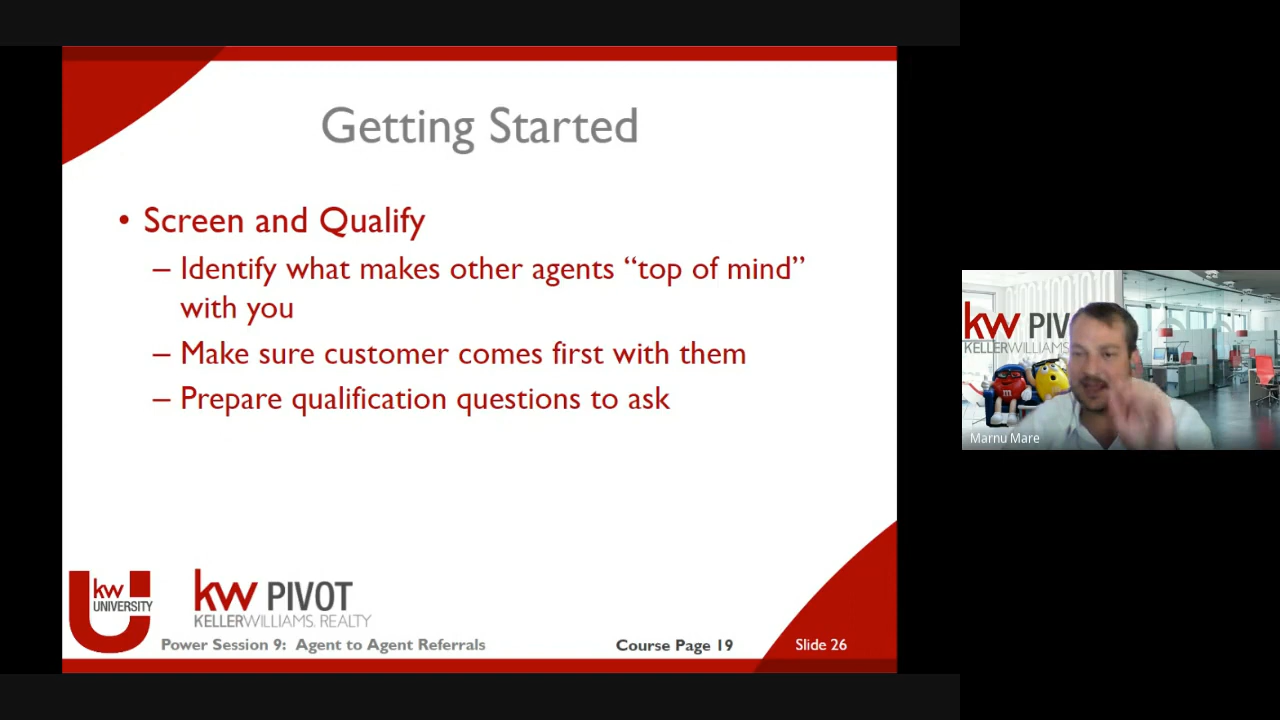 Getting Started
• Screen and Qualify
– Identify what makes other agents “top of mind”
with you
– Make sure customer comes first with them
– Prepare qualification questions to ask
kw
UNIVERSITY
kw PIVOT
KELLERWILLIAMS. REALTY
Power Session 9: Agent to Agent Referrals
Course Page 19
Slide 26
kw PIV
KELLERWILLIAMS
m
Marnu Mare